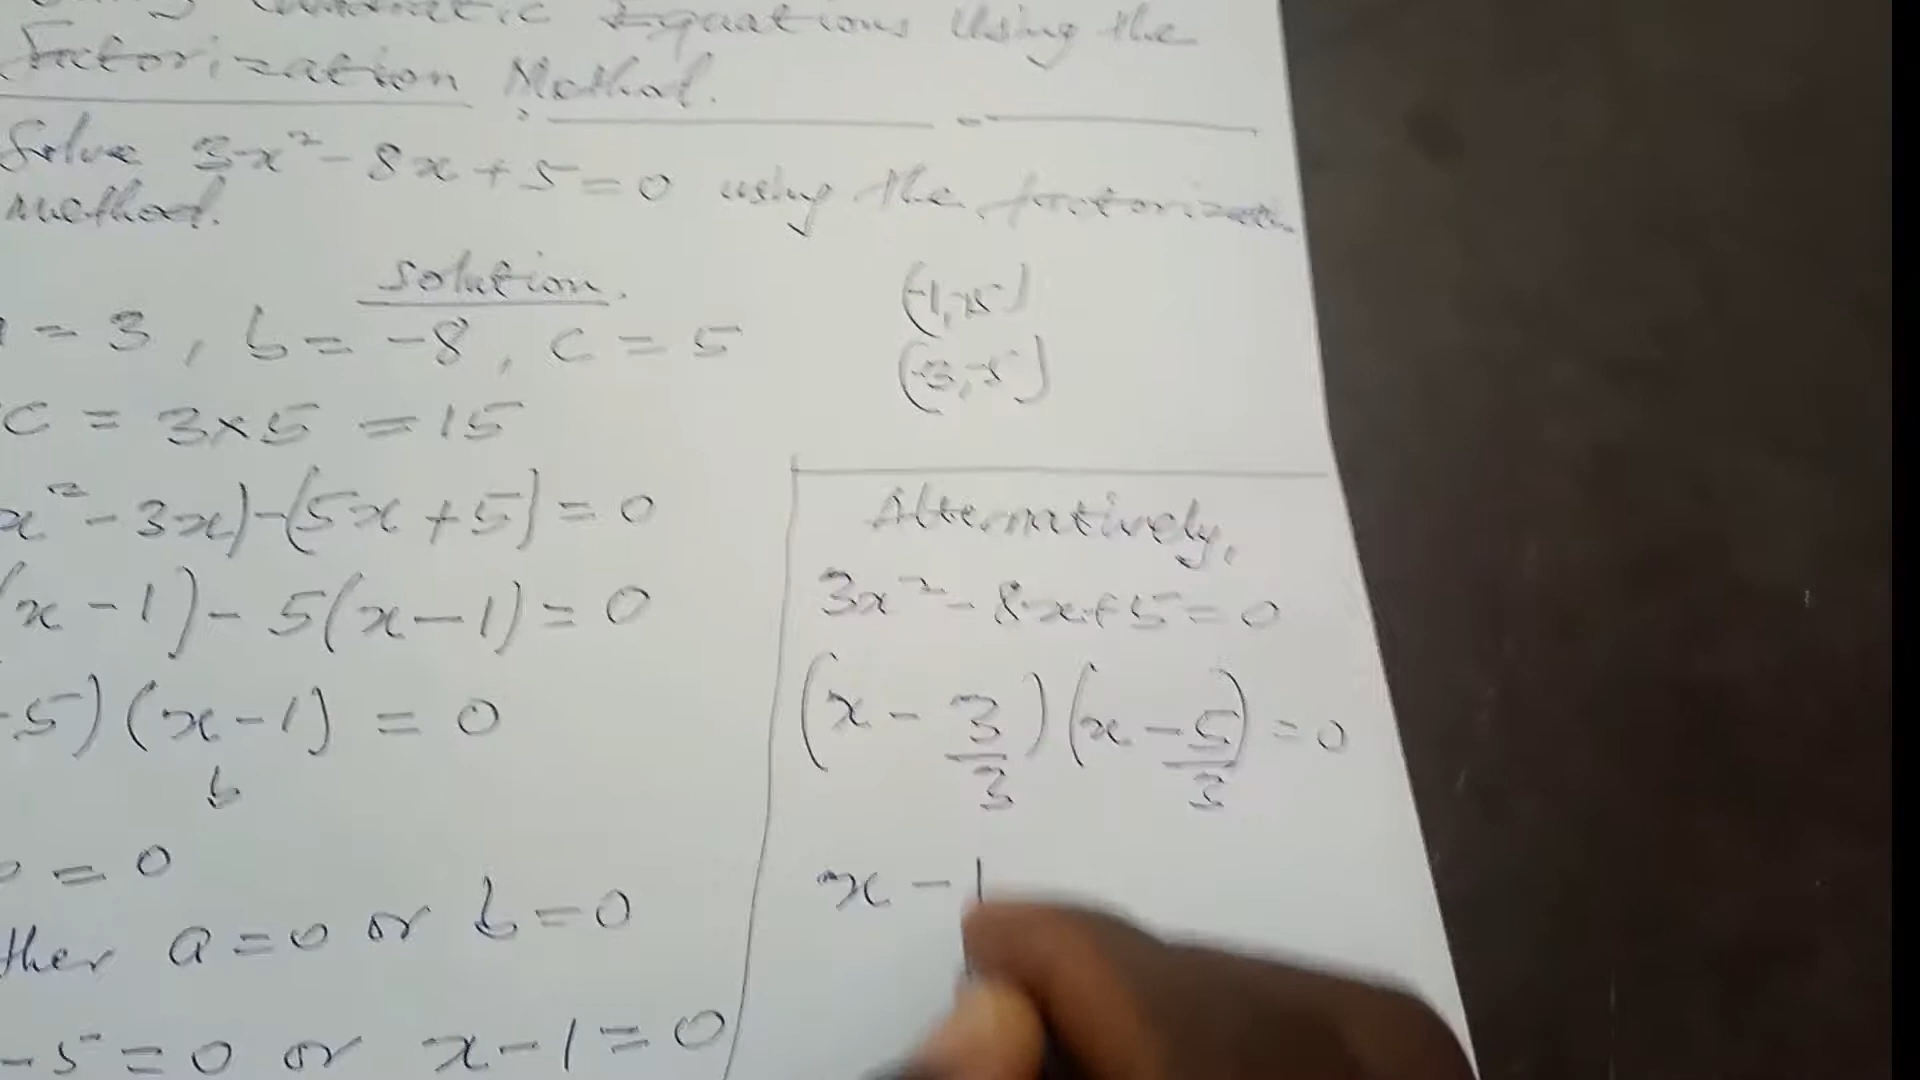 Quadratic Equations Using the
Factorization Method.
Solve 3x² - 8x + 5 = 0 using the factorization
method.
solution.
= 3, b = -8, c = 5
(-1, -15)
(-3, -5)
c = 3×5 = 15
x² - 3x) - (5x + 5) = 0
(x - 1) - 5(x - 1) = 0
-5)(x - 1) = 0
b
= 0
ther a = 0 or b = 0
- 5 = 0 or x - 1 = 0
Alternatively,
3x² - 8x + 5 = 0
(x - 3/3)(x - 5/3) = 0
x - 1